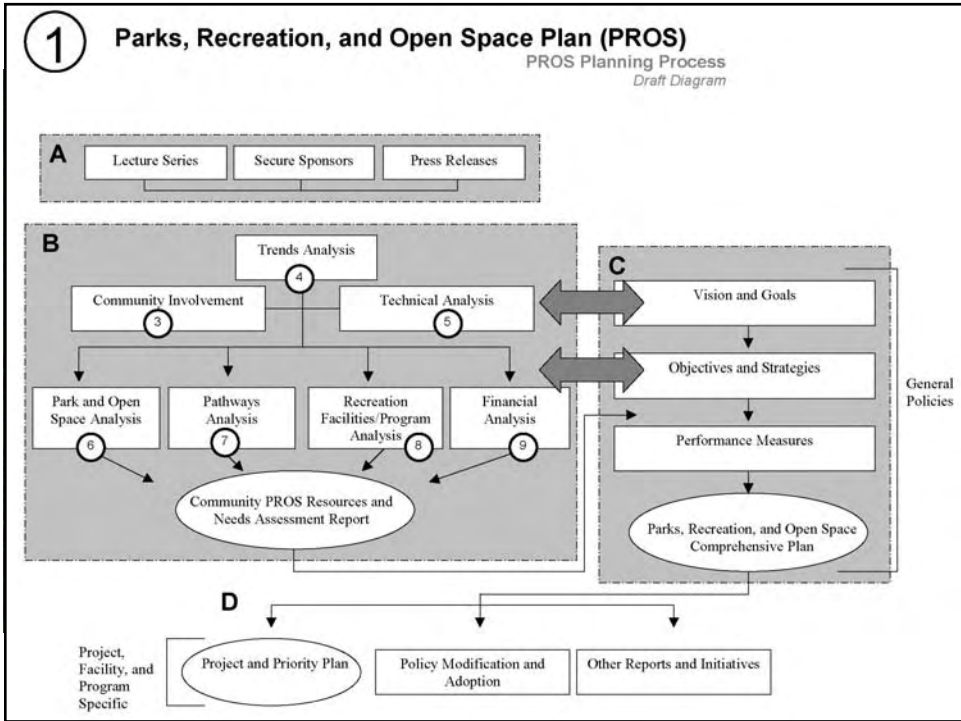 1
Parks, Recreation, and Open Space Plan (PROS)
PROS Planning Process
Draft Diagram
A
Lecture Series
Secure Sponsors
Press Releases
B
Trends Analysis
4
Community Involvement
3
Technical Analysis
5
Park and Open
Space Analysis
6
Pathways
Analysis
7
Recreation
Facilities/Program
Analysis
8
Financial
Analysis
9
Community PROS Resources and
Needs Assessment Report
C
Vision and Goals
Objectives and Strategies
Performance Measures
Parks, Recreation, and Open Space
Comprehensive Plan
General
Policies
D
Project,
Facility, and
Program
Specific
Project and Priority Plan
Policy Modification and
Adoption
Other Reports and Initiatives